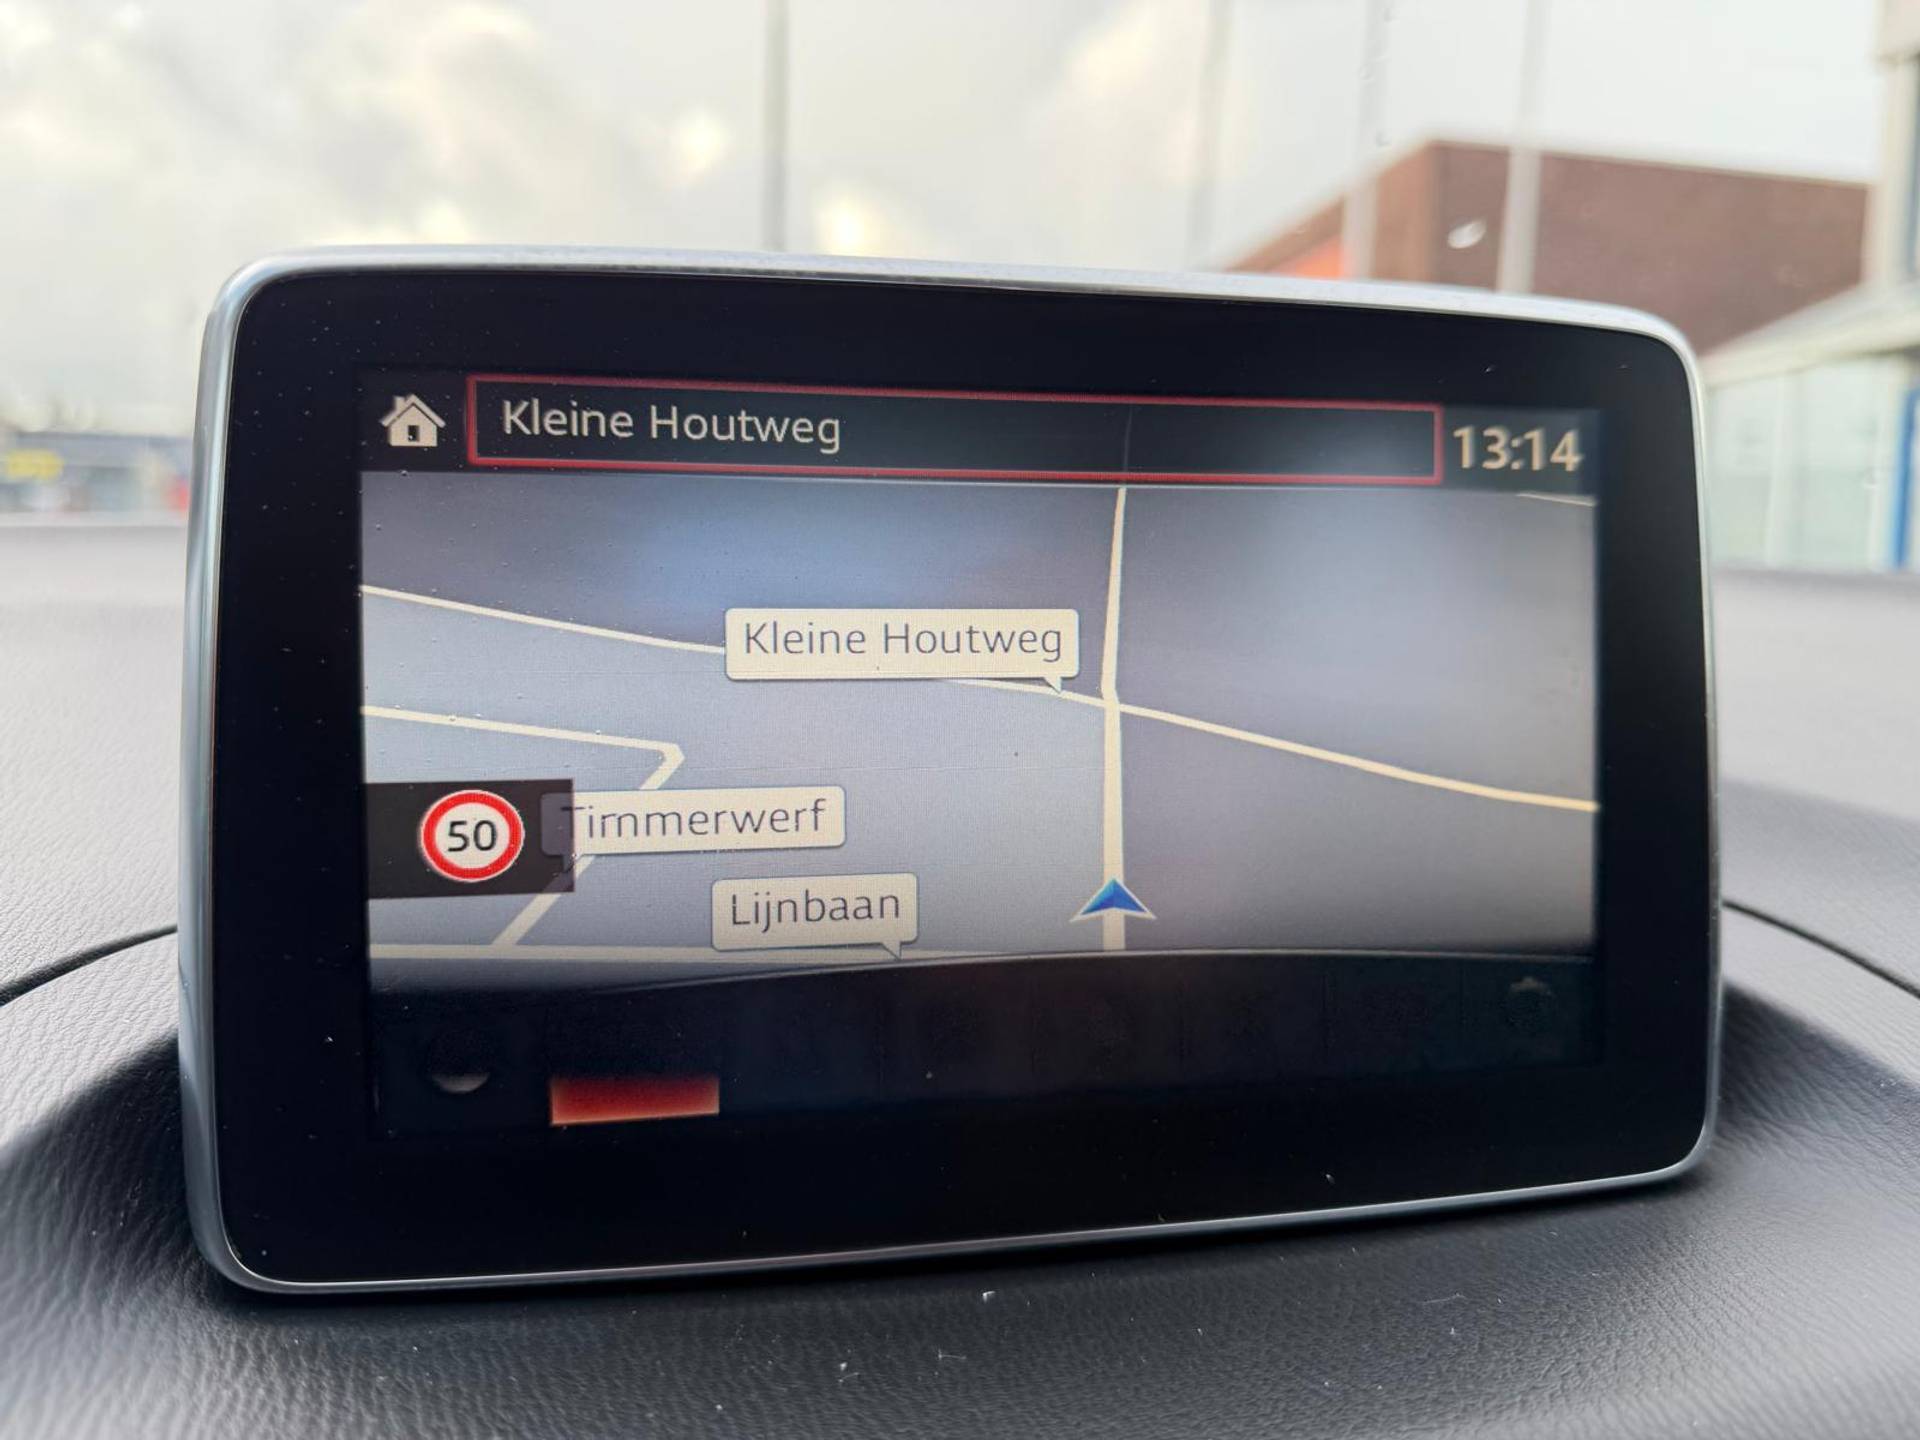 Kleine Houtweg
13:14
Kleine Houtweg
50
Timmerwerf
Lijnbaan